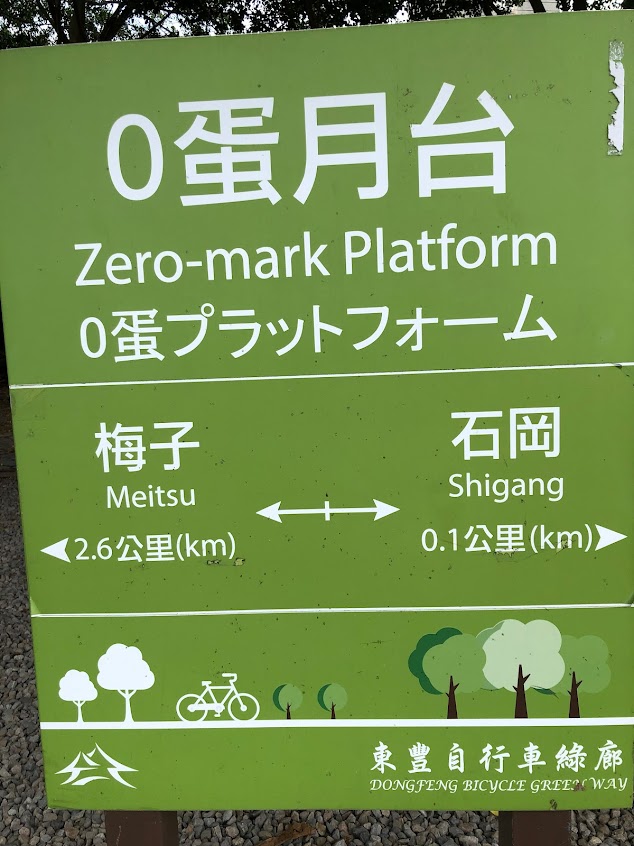 0蛋月台
Zero-mark Platform
0蛋プラットフォーム
梅子
Meitsu
2.6公里(km)
石岡
Shigang
0.1公里(km)
東豐自行車綠廊
DONGFENG BICYCLE GREEN WAY